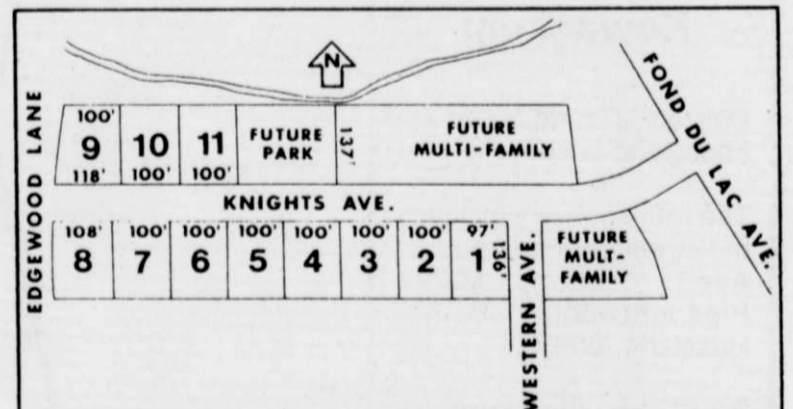 N
EDGEWOOD LANE
FOND DU LAC AVE.
100'
9
118'
10
100'
11
100'
FUTURE
PARK
137'
FUTURE
MULTI-FAMILY
KNIGHTS AVE.
108'
8
100'
7
100'
6
100'
5
100'
4
100'
3
100'
2
97'
1
136'
WESTERN AVE.
FUTURE
MULT-
FAMILY